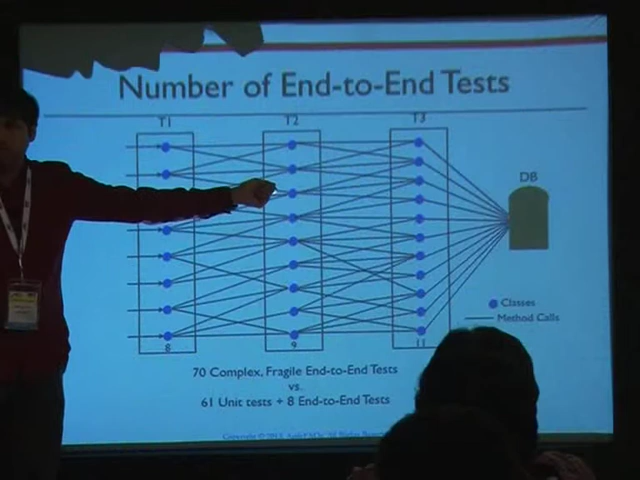 Number of End-to-End Tests
T1 T2 T3
DB
Classes
Method Calls
8 9 11
70 Complex, Fragile End-to-End Tests
vs.
61 Unit tests + 8 End-to-End Tests
Copyright ©